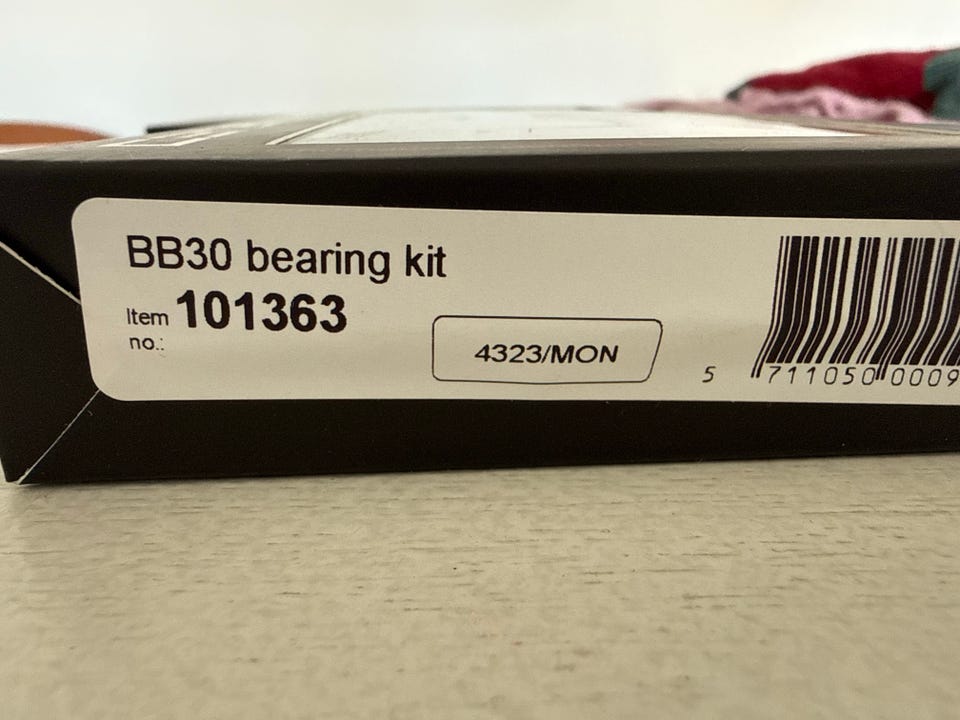 BB30 bearing kit
Item 101363
no.:
4323/MON
5 711050 0009